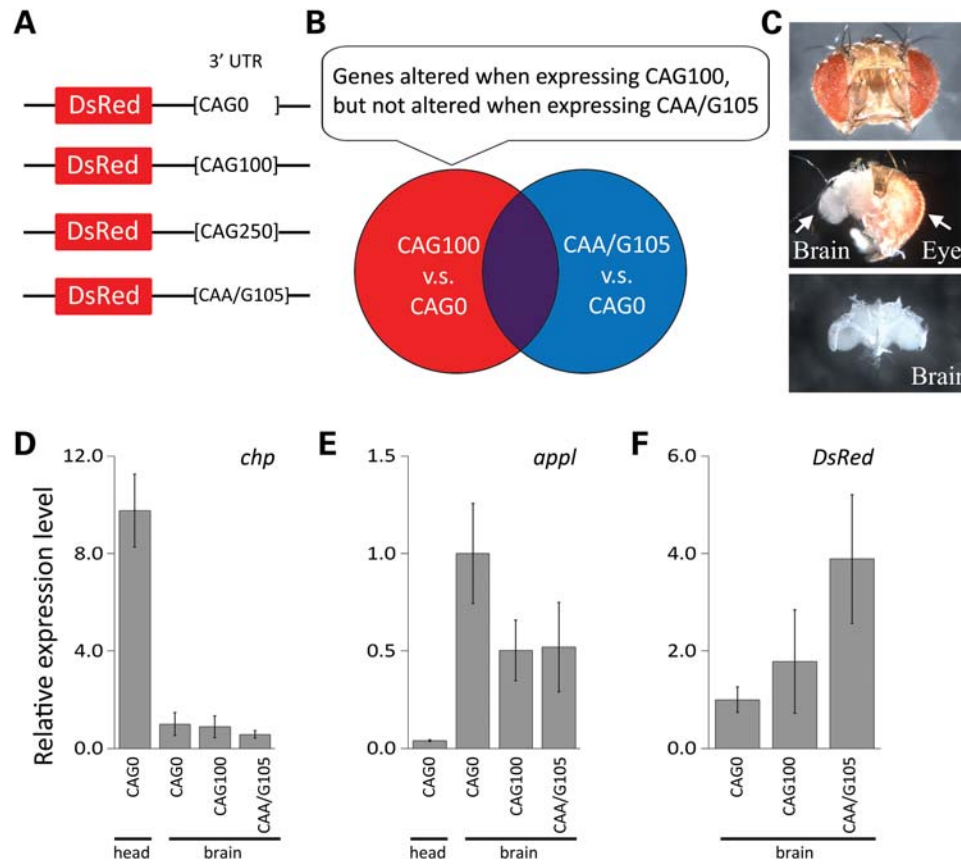 A
3' UTR
DsRed
[CAG0 ]
DsRed
[CAG100]
DsRed
[CAG250]
DsRed
[CAA/G105]
B
Genes altered when expressing CAG100,
but not altered when expressing CAA/G105
CAG100
v.s.
CAG0
CAA/G105
v.s.
CAG0
C
Brain
Eye
Brain
D
chp
Relative expression level
12.0
8.0
4.0
0.0
CAG0
CAG0
CAG100
CAA/G105
head
brain
E
appl
1.5
1.0
0.5
0.0
CAG0
CAG0
CAG100
CAA/G105
head
brain
F
DsRed
6.0
4.0
2.0
0.0
CAG0
CAG100
CAA/G105
brain